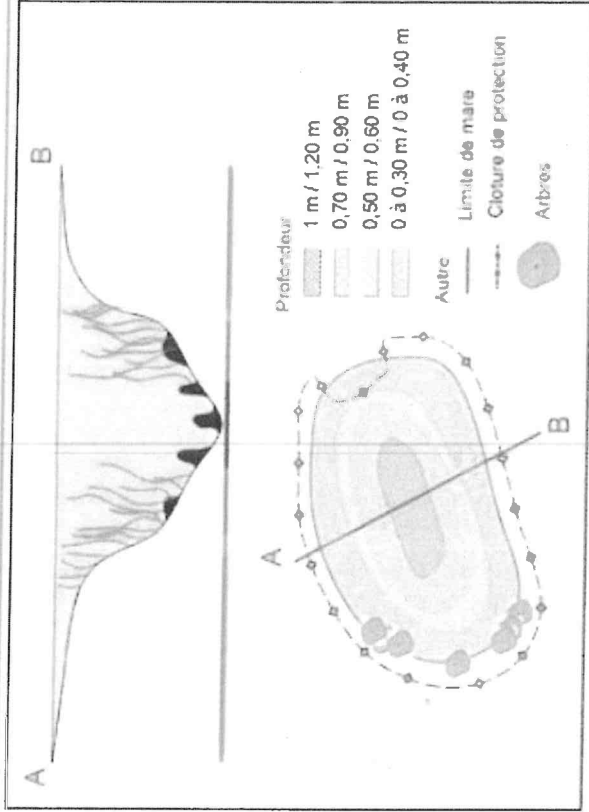 A
B
Profondeur
1 m / 1,20 m
0,70 m / 0,90 m
0,50 m / 0,60 m
0 à 0,30 m / 0 à 0,40 m
Autre
Limite de mare
Cloture de protection
Arbres
A
B